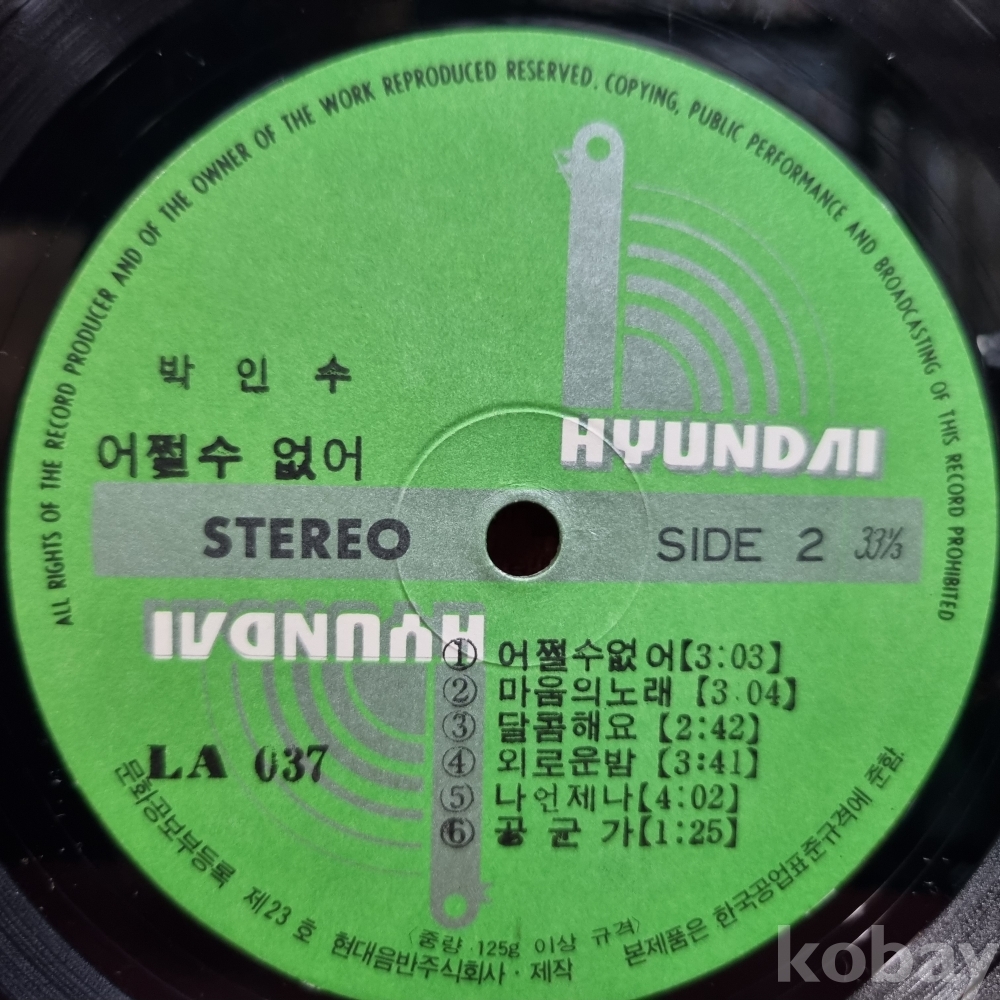 ALL RIGHTS OF THE RECORD PRODUCER AND OF THE OWNER OF THE WORK REPRODUCED RESERVED. COPYING, PUBLIC PERFORMANCE AND BROADCASTING OF THIS RECORD PROHIBITED
박 인 수
어쩔수 없어
HYUNDAI
STEREO
SIDE 2 33⅓
HYUNDAI
① 어쩔수없어【3:03】
② 마음의노래【3.04】
③ 달콤해요【2:42】
④ 외로운밤【3:41】
⑤ 나언제나【4:02】
⑥ 공군가【1:25】
LA 037
문화공보부등록 제23호 현대음반주식회사·제작
〈중량 125g 이상 규격〉
본제품은 한국공업표준규격에 준함
kobay